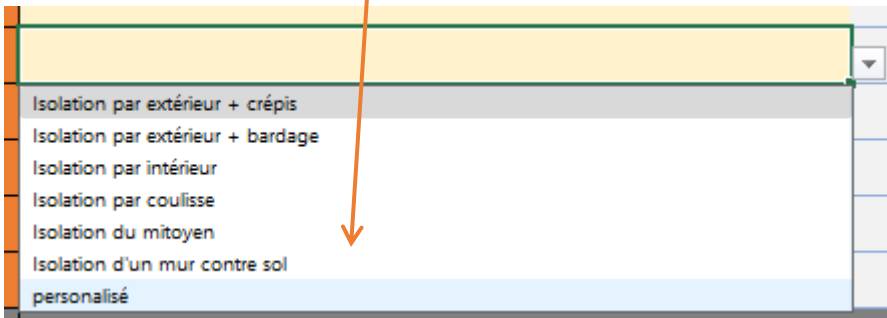 Isolation par extérieur + crépis
Isolation par extérieur + bardage
Isolation par intérieur
Isolation par coulisse
Isolation du mitoyen
Isolation d'un mur contre sol
personalisé